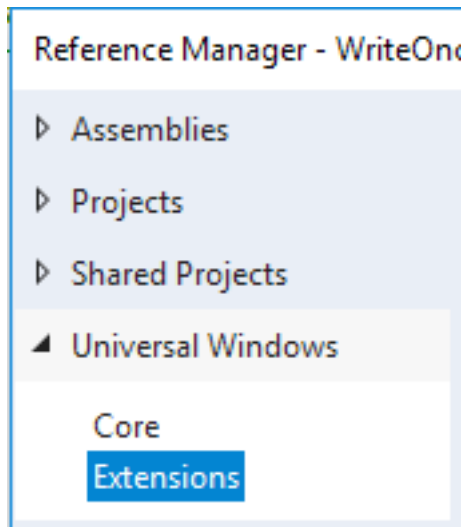 Reference Manager - WriteOnc
Assemblies
Projects
Shared Projects
Universal Windows
Core
Extensions